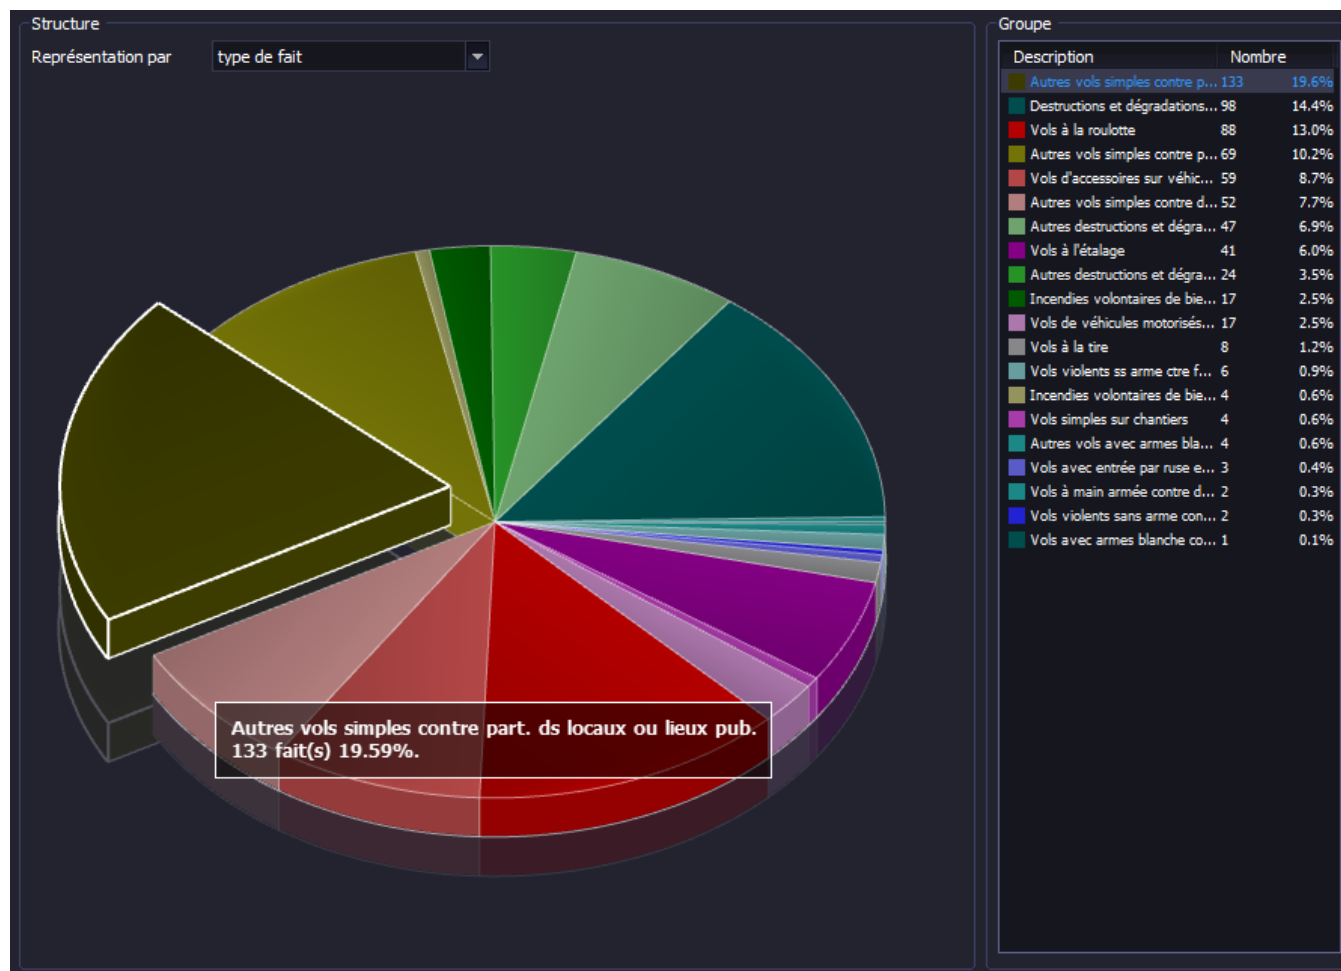 Structure
Représentation par type de fait
Autres vols simples contre part. ds locaux ou lieux pub.
133 fait(s) 19.59%.
Groupe
Description Nombre
Autres vols simples contre p... 133 19.6%
Destructions et dégradations... 98 14.4%
Vols à la roulotte 88 13.0%
Autres vols simples contre p... 69 10.2%
Vols d'accessoires sur véhic... 59 8.7%
Autres vols simples contre d... 52 7.7%
Autres destructions et dégra... 47 6.9%
Vols à l'étalage 41 6.0%
Autres destructions et dégra... 24 3.5%
Incendies volontaires de bie... 17 2.5%
Vols de véhicules motorisés... 17 2.5%
Vols à la tire 8 1.2%
Vols violents ss arme ctre f... 6 0.9%
Incendies volontaires de bie... 4 0.6%
Vols simples sur chantiers 4 0.6%
Autres vols avec armes bla... 4 0.6%
Vols avec entrée par ruse e... 3 0.4%
Vols à main armée contre d... 2 0.3%
Vols violents sans arme con... 2 0.3%
Vols avec armes blanche co... 1 0.1%